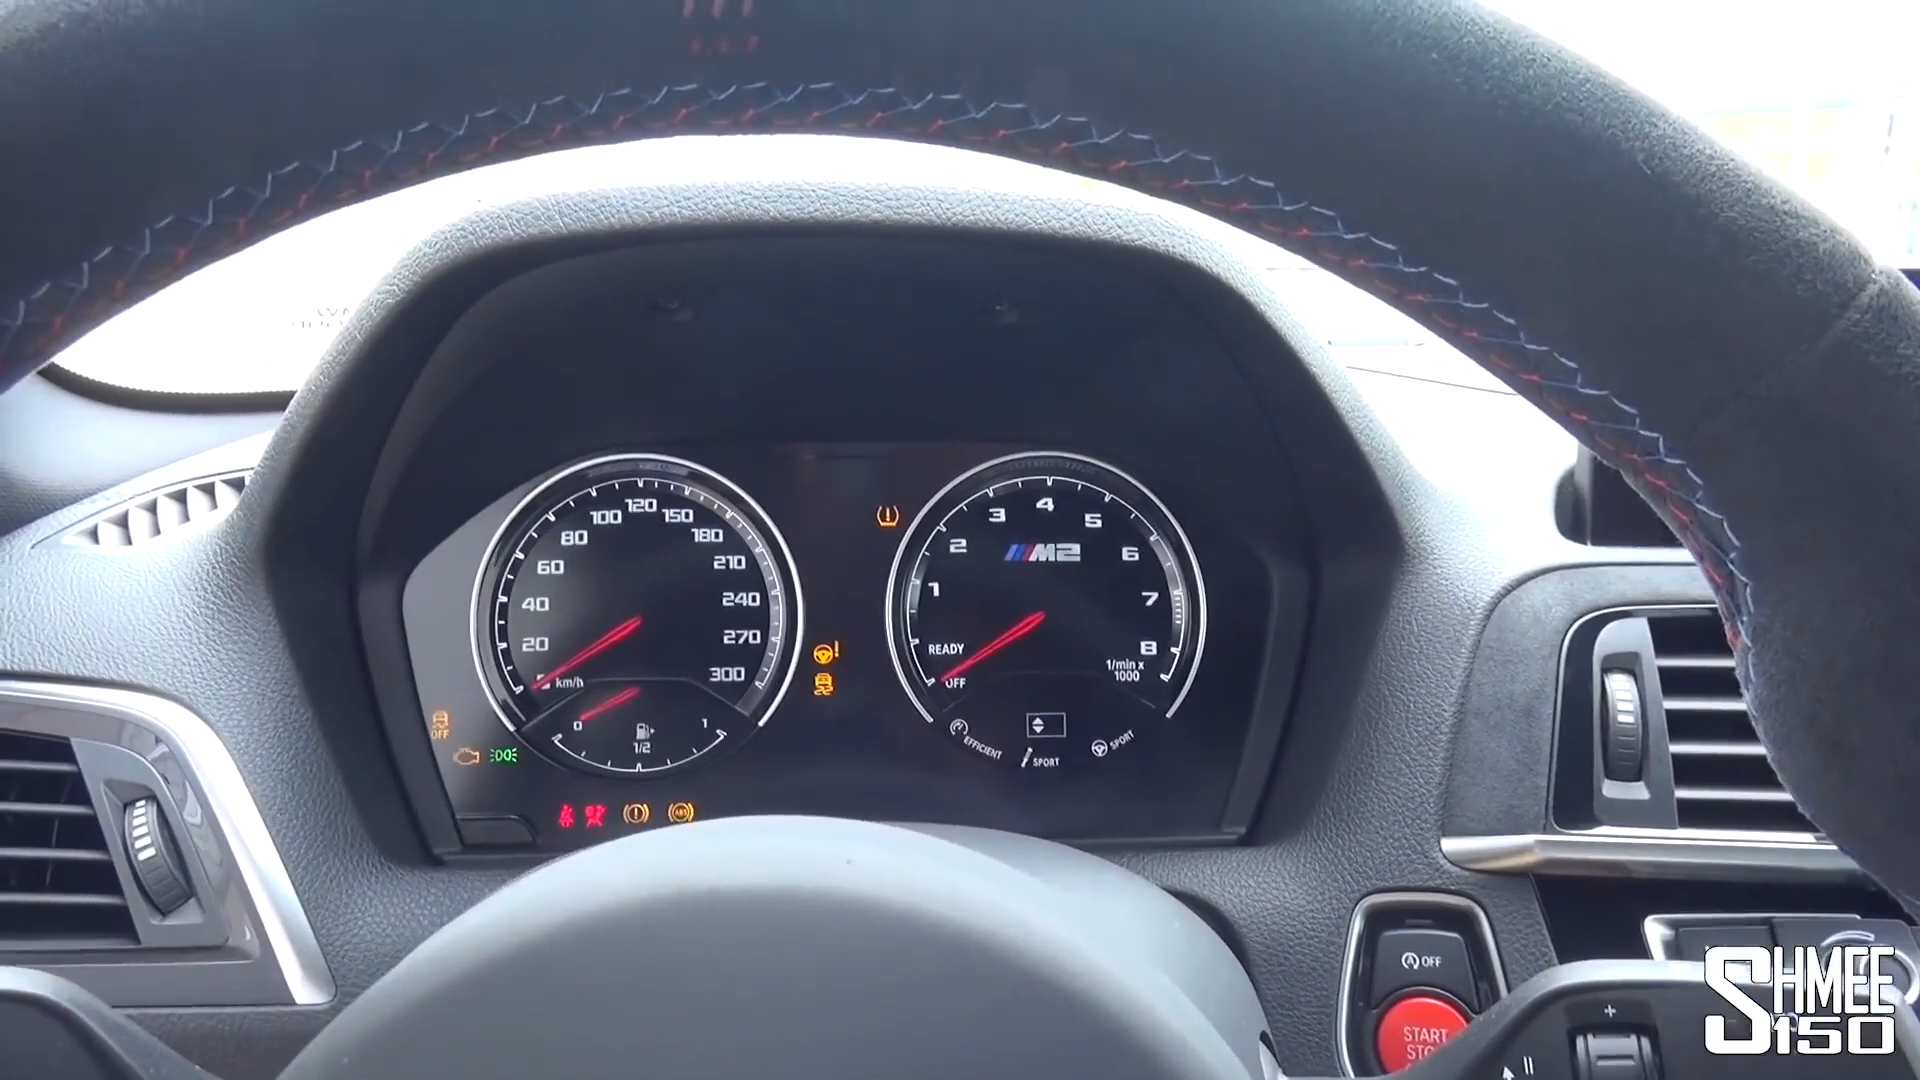 120
100 150
80 180
60 210
40 240
20 270
km/h 300
0 1
1/2
OFF
ABS
4
3 5
2 M2 6
1 7
READY 8
OFF 1/min x
1000
EFFICIENT
SPORT
SPORT
A OFF
START
+
SHMEE
150